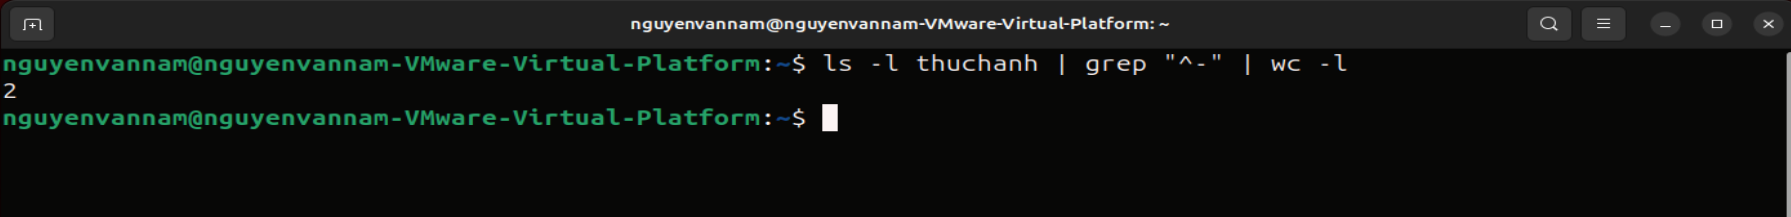 nguyenvannam@nguyenvannam-VMware-Virtual-Platform: ~
nguyenvannam@nguyenvannam-VMware-Virtual-Platform:~$ ls -l thuchanh | grep "^-" | wc -l
2
nguyenvannam@nguyenvannam-VMware-Virtual-Platform:~$